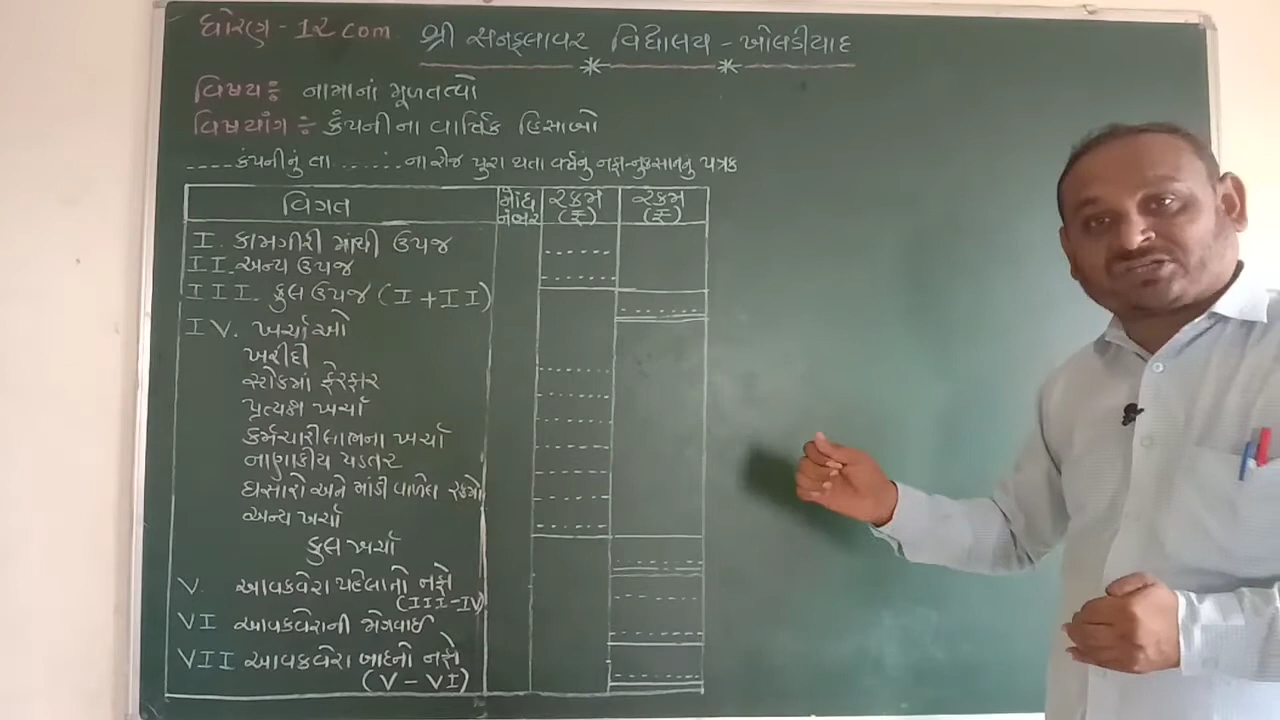 ધોરણ - 12 com
શ્રી સનફ્લાવર વિદ્યાલય - ખોલડીયાદ
વિષય : નામાનાં મૂળતત્વો
વિષયાંગ : કંપનીના વાર્ષિક હિસાબો
---- કંપનીનું તા ...... ના રોજ પુરા થતા વર્ષનું નફા-નુકસાનનું પત્રક
વિગત નોંધ નંબર રકમ (₹) રકમ (₹)
I. કામગીરી માંથી ઉપજ ------
II. અન્ય ઉપજ ------
III. કુલ ઉપજ (I + II) ------
IV. ખર્ચાઓ
ખરીદી ------
સ્ટોકમાં ફેરફાર ------
પ્રત્યક્ષ ખર્ચા ------
કર્મચારીલાભના ખર્ચા ------
નાણાકીય પડતર ------
ઘસારો અને માંડી વાળેલ રકમો ------
અન્ય ખર્ચા ------
કુલ ખર્ચા ------
V. આવકવેરા પહેલાનો નફો ------
(III - IV)
VI આવકવેરાની જોગવાઈ ------
VII આવકવેરા બાદનો નફો
(V - VI) ------